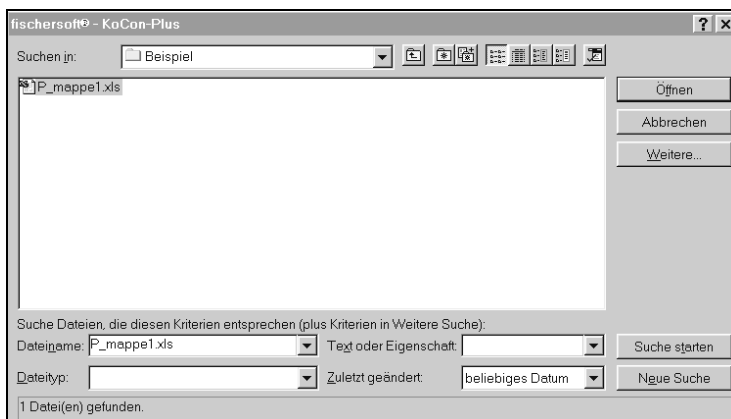 fischersoft® - KoCon-Plus
Suchen in: Beispiel
P_mappe1.xls
Öffnen
Abbrechen
Weitere...
Suche Dateien, die diesen Kriterien entsprechen (plus Kriterien in Weitere Suche):
Dateiname: P_mappe1.xls Text oder Eigenschaft: Suche starten
Dateityp: Zuletzt geändert: beliebiges Datum Neue Suche
1 Datei(en) gefunden.